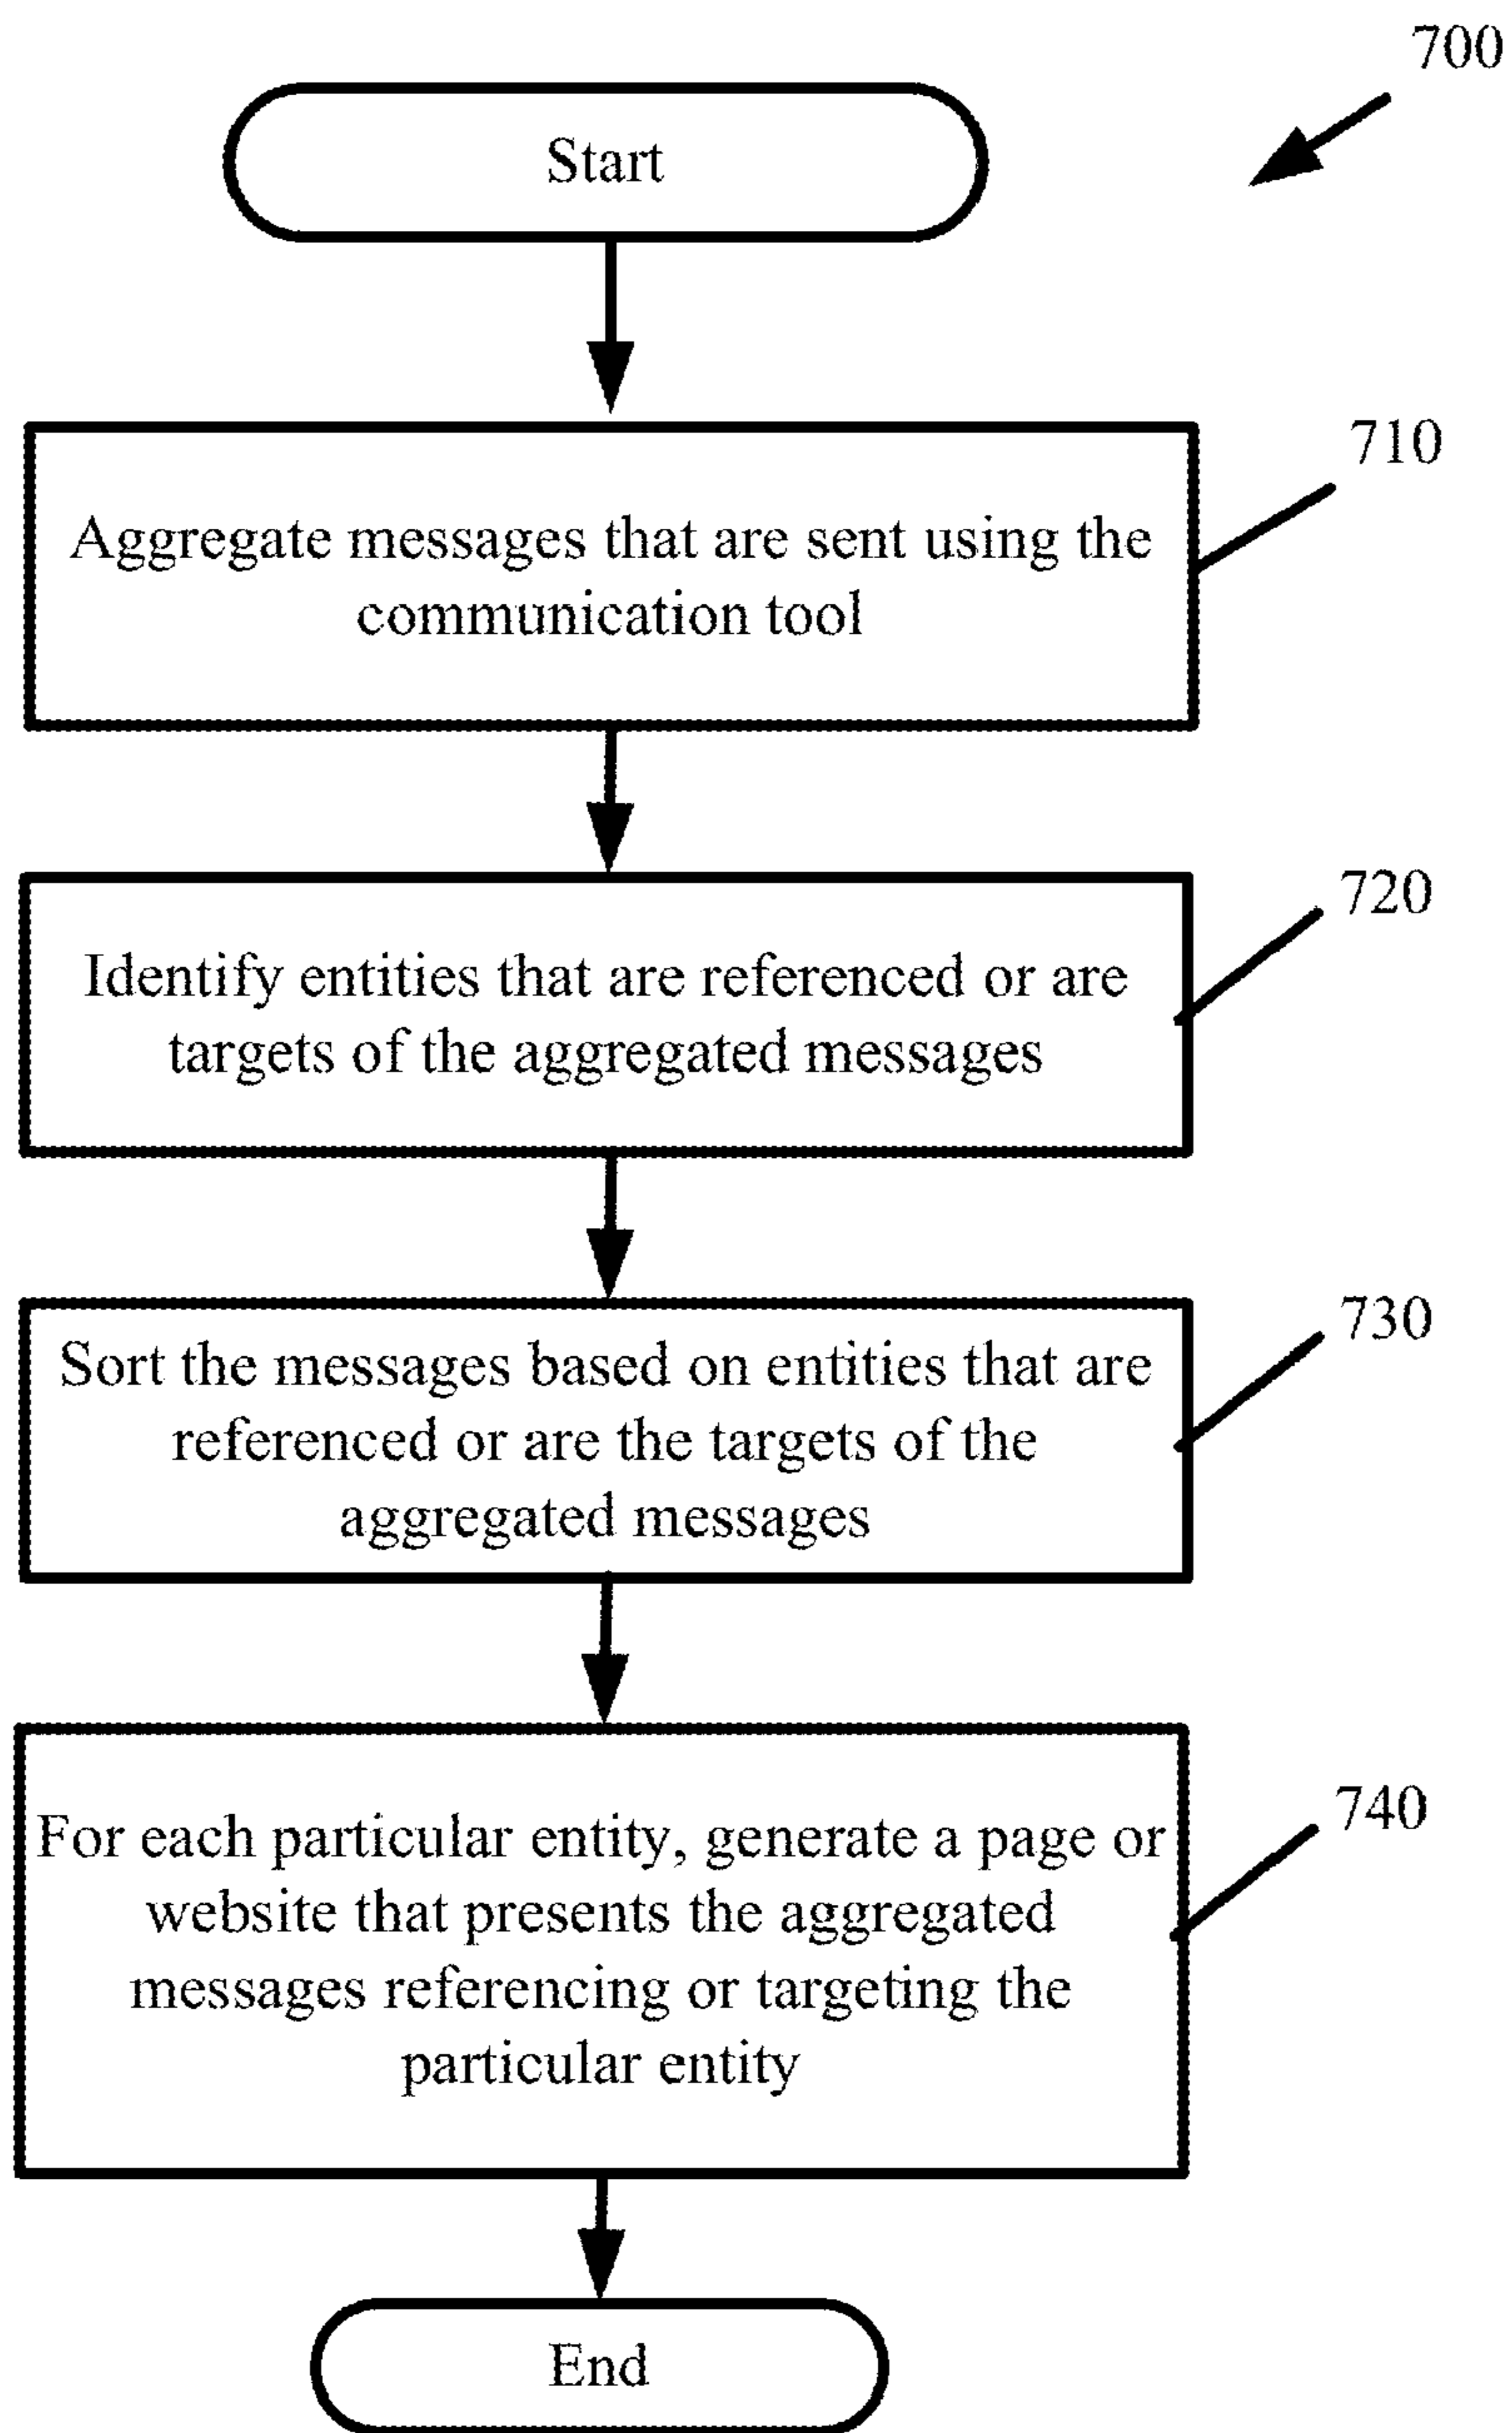 700
Start
710
Aggregate messages that are sent using the
communication tool
720
Identify entities that are referenced or are
targets of the aggregated messages
730
Sort the messages based on entities that are
referenced or are the targets of the
aggregated messages
740
For each particular entity, generate a page or
website that presents the aggregated
messages referencing or targeting the
particular entity
End